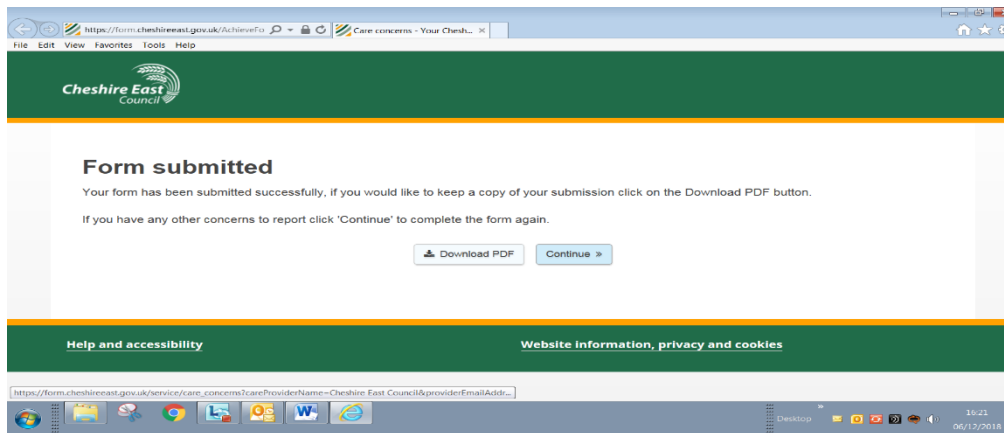 https://form.cheshireeast.gov.uk/AchieveFo
Care concerns - Your Chesh...
File Edit View Favorites Tools Help
Cheshire East
Council
Form submitted
Your form has been submitted successfully, if you would like to keep a copy of your submission click on the Download PDF button.
If you have any other concerns to report click 'Continue' to complete the form again.
Download PDF
Continue »
Help and accessibility
Website information, privacy and cookies
https://form.cheshireeast.gov.uk/service/care_concerns?careProviderName=Cheshire East Council&providerEmailAddr...
Desktop
16:21
06/12/2018